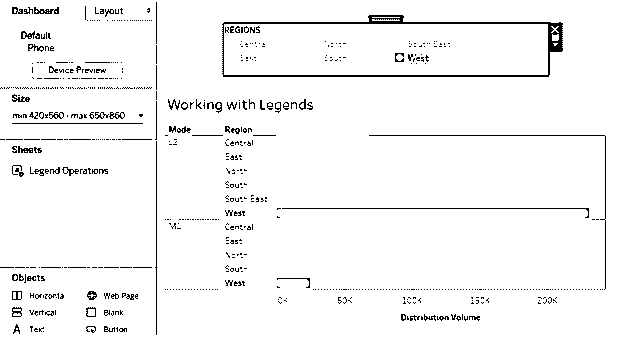 Dashboard Layout
Default
Phone
Device Preview
Size
min 420x560 - max 650x860
Sheets
Legend Operations
Objects
Horizonta Web Page
Vertical Blank
Text Button
REGIONS
Central North South East
East South West
Working with Legends
Mode Region
Central
East
North
South
South East
West
Central
East
North
South
West
0K 50K 100K 150K 200K
Distribution Volume